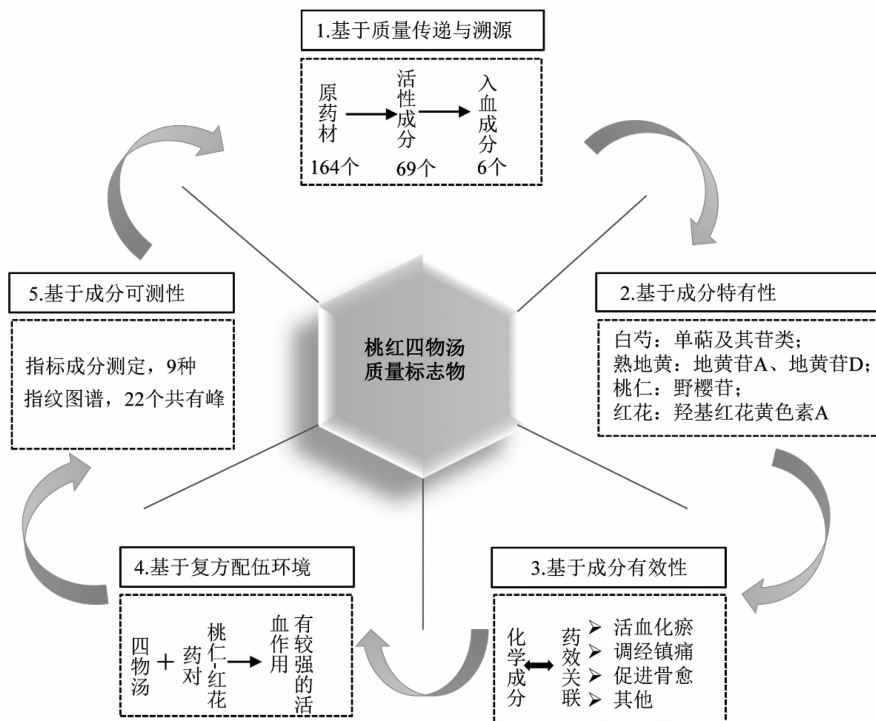 1.基于质量传递与溯源
原药材
活性成分
入血成分
164个
69个
6个
2.基于成分特有性
白芍：单萜及其苷类；
熟地黄：地黄苷A、地黄苷D；
桃仁：野樱苷；
红花：羟基红花黄色素A
3.基于成分有效性
化学成分
药效关联
➢ 活血化瘀
➢ 调经镇痛
➢ 促进骨愈
➢ 其他
4.基于复方配伍环境
四物汤
+
桃仁-红花
药对
有较强的活
血作用
5.基于成分可测性
指标成分测定，9种
指纹图谱，22个共有峰
桃红四物汤
质量标志物